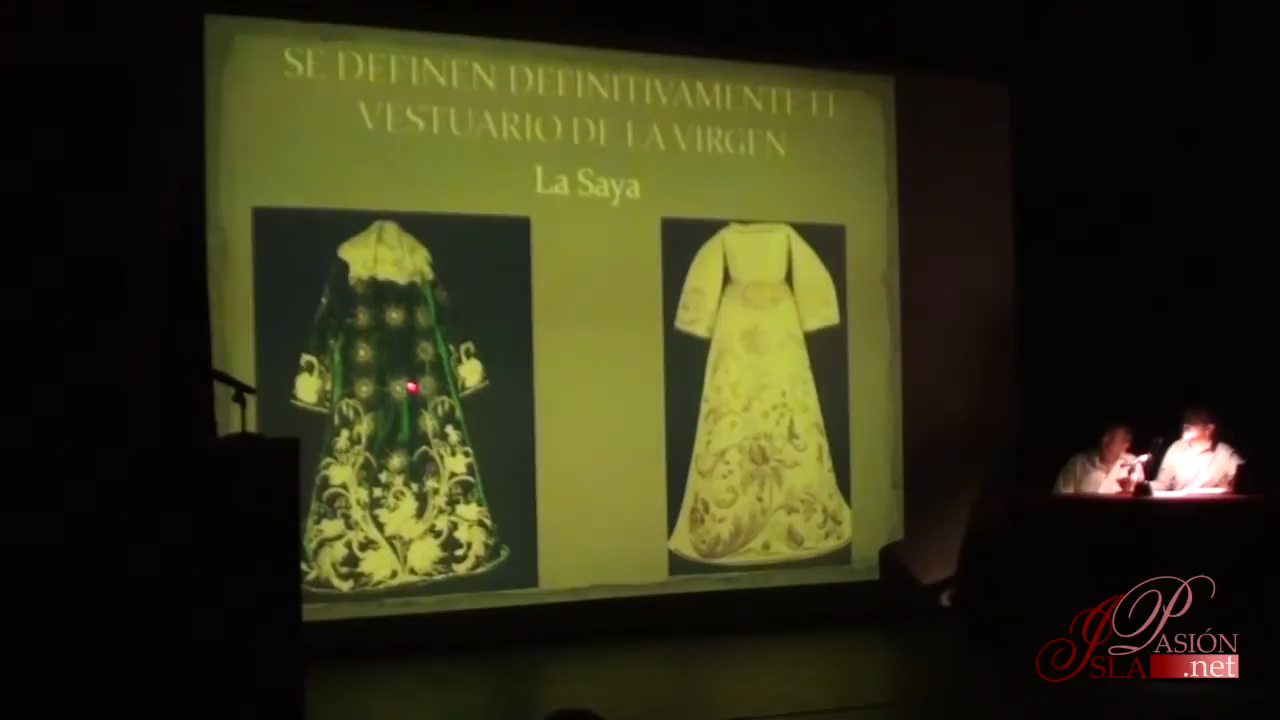 SE DEFINEN DEFINITIVAMENTE EL
VESTUARIO DE LA VIRGEN
La Saya
PASIÓN
ISLA .net